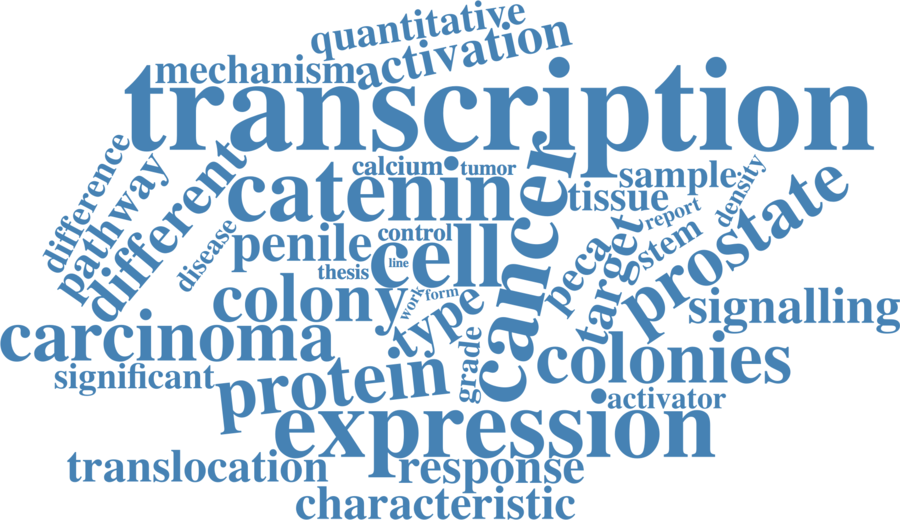 quantitative
mechanism
activation
transcription
difference
pathway
different
calcium
tumor
catenin
cancer
sample
tissue
density
prostate
disease
penile
control
report
thesis
line
cell
peca
target
stem
colony
work
form
type
signalling
carcinoma
grade
colonies
significant
protein
activator
expression
translocation
response
characteristic